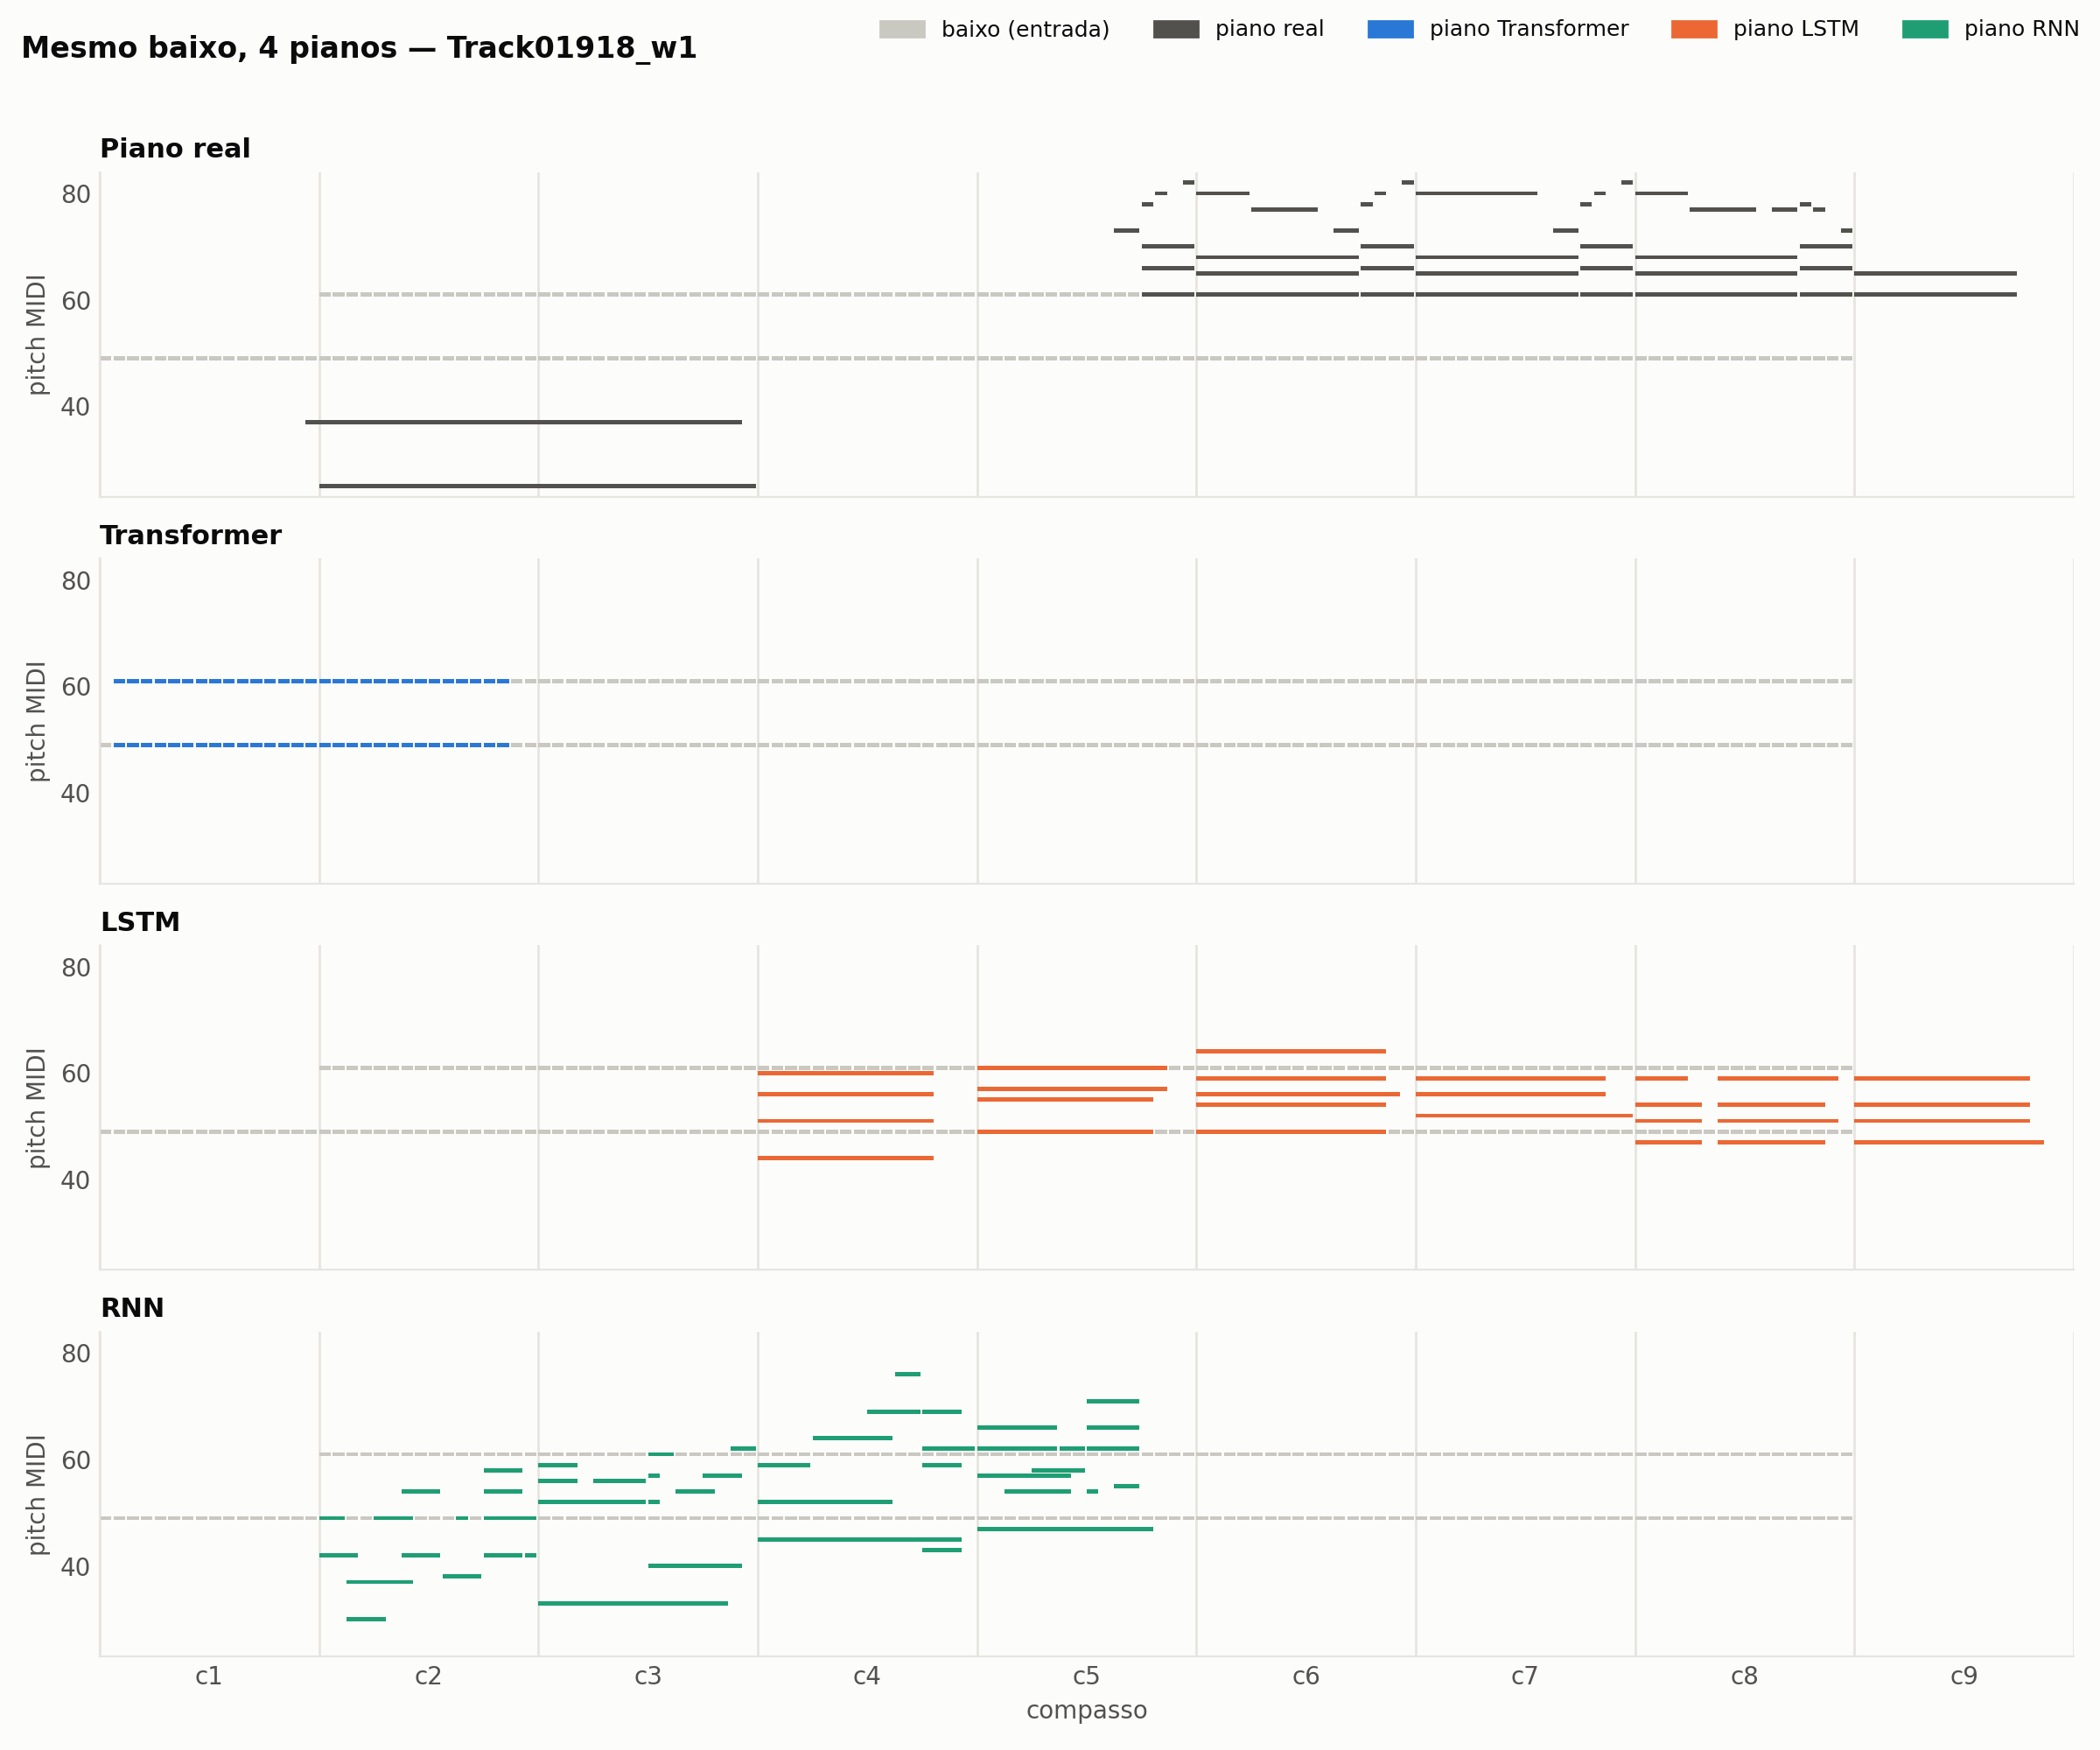 Mesmo baixo, 4 pianos — Track01918_w1
baixo (entrada) piano real piano Transformer piano LSTM piano RNN
Piano real
80
60
40
pitch MIDI
Transformer
80
60
40
pitch MIDI
LSTM
80
60
40
pitch MIDI
RNN
80
60
40
pitch MIDI
c1 c2 c3 c4 c5 c6 c7 c8 c9
compasso